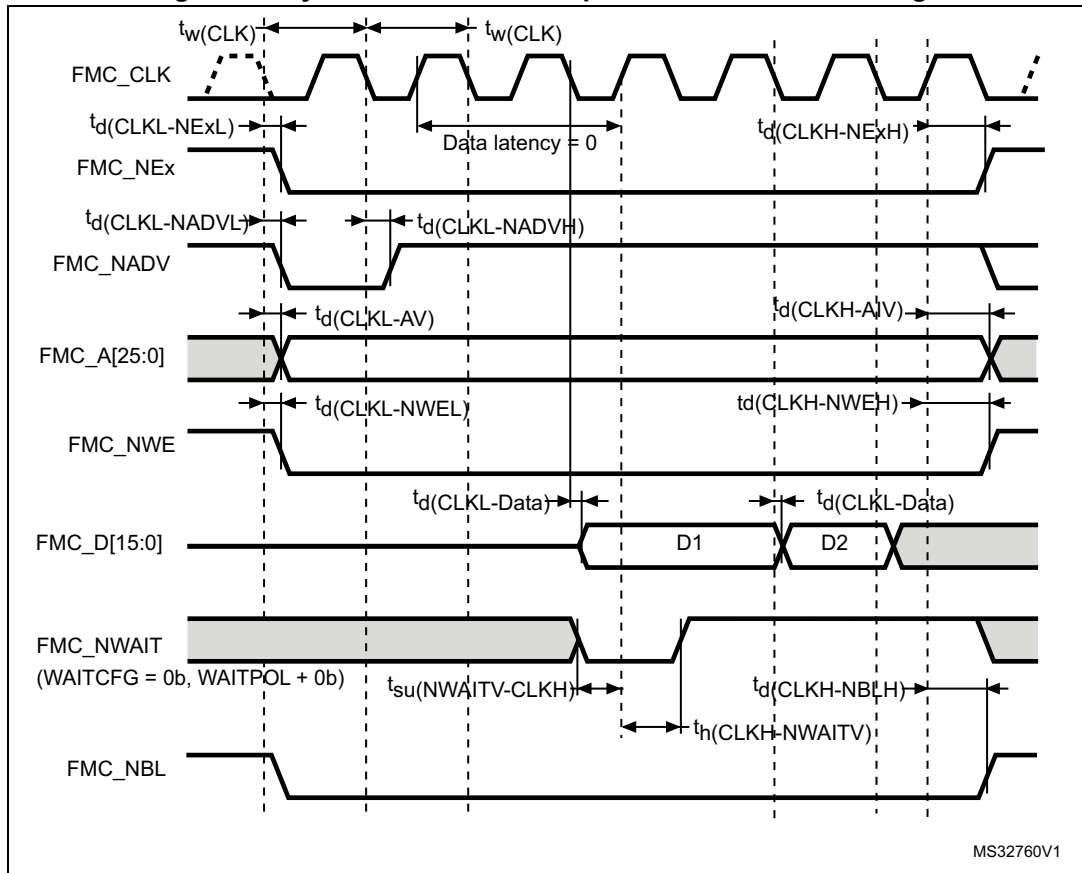 tw(CLK) tw(CLK)
FMC_CLK
td(CLKL-NExL) Data latency = 0 td(CLKH-NExH)
FMC_NEx
td(CLKL-NADVL) td(CLKL-NADVH)
FMC_NADV
td(CLKL-AV) td(CLKH-AIV)
FMC_A[25:0]
td(CLKL-NWEL) td(CLKH-NWEH)
FMC_NWE
td(CLKL-Data) td(CLKL-Data)
FMC_D[15:0] D1 D2
FMC_NWAIT
(WAITCFG = 0b, WAITPOL + 0b)
tsu(NWAITV-CLKH) td(CLKH-NBLH)
th(CLKH-NWAITV)
FMC_NBL
MS32760V1